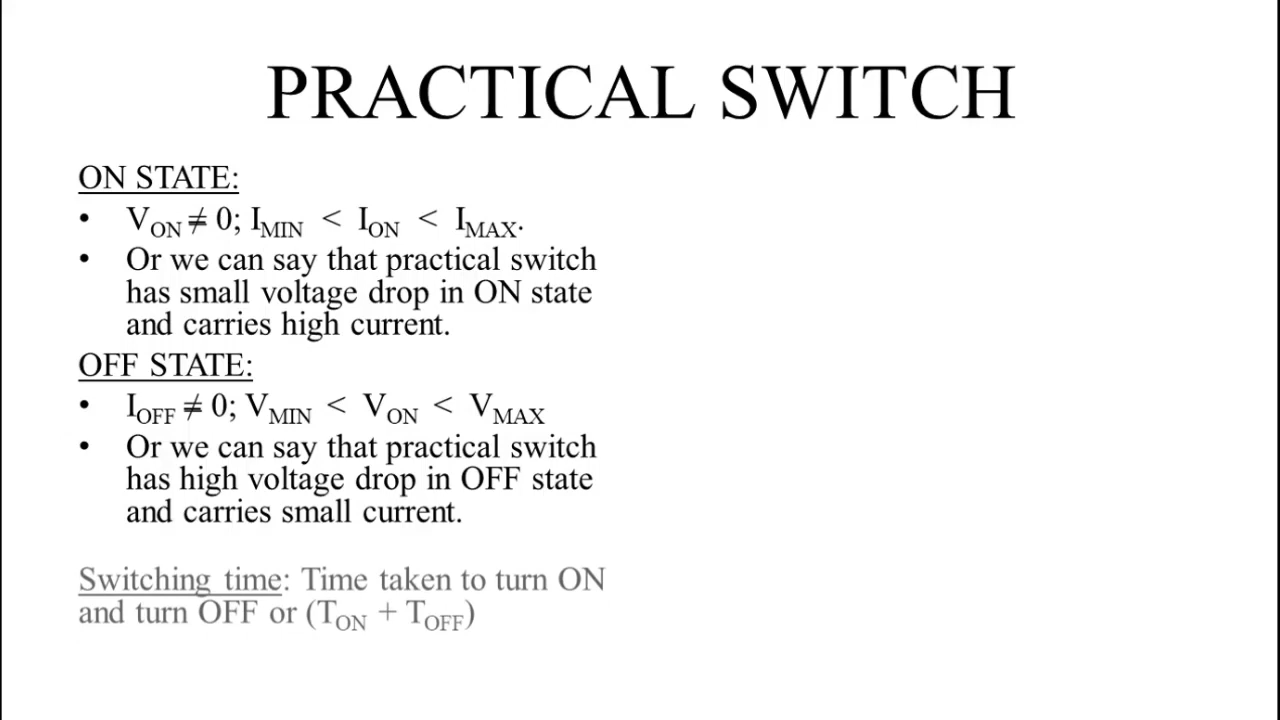 PRACTICAL SWITCH
ON STATE:
• V_ON ≠ 0; I_MIN < I_ON < I_MAX.
• Or we can say that practical switch
has small voltage drop in ON state
and carries high current.
OFF STATE:
• I_OFF ≠ 0; V_MIN < V_ON < V_MAX
• Or we can say that practical switch
has high voltage drop in OFF state
and carries small current.
Switching time: Time taken to turn ON
and turn OFF or (T_ON + T_OFF)